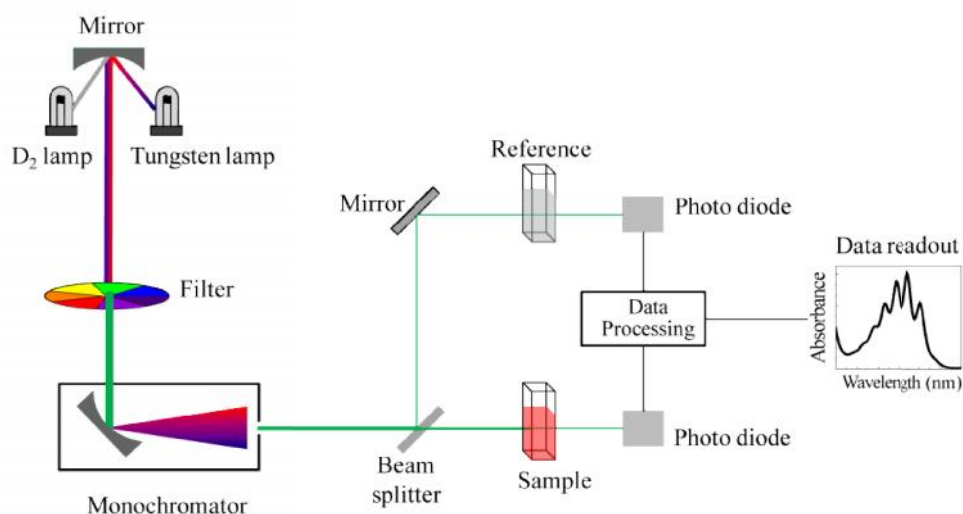 Mirror
D₂ lamp
Tungsten lamp
Filter
Monochromator
Mirror
Reference
Photo diode
Data
Processing
Data readout
Absorbance
Wavelength (nm)
Beam
splitter
Sample
Photo diode